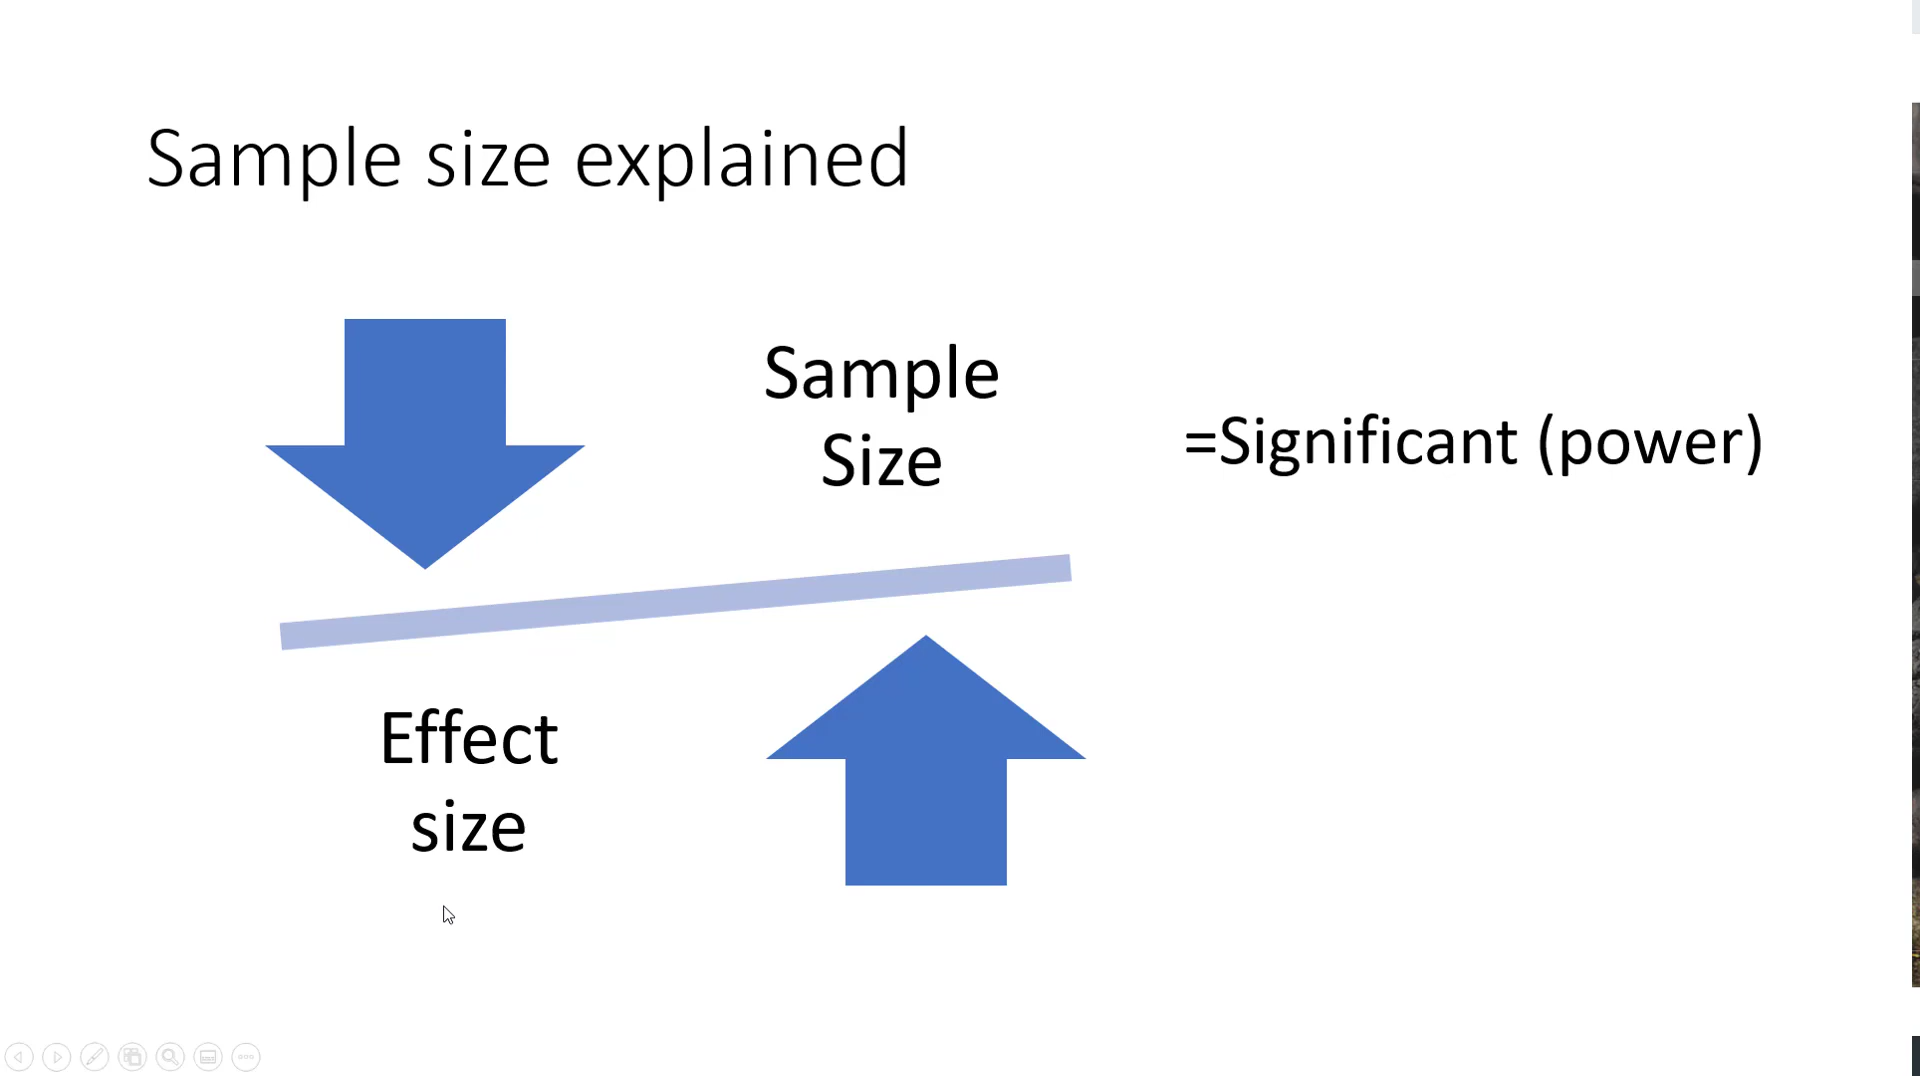 Sample size explained
Sample
Size
=Significant (power)
Effect
size